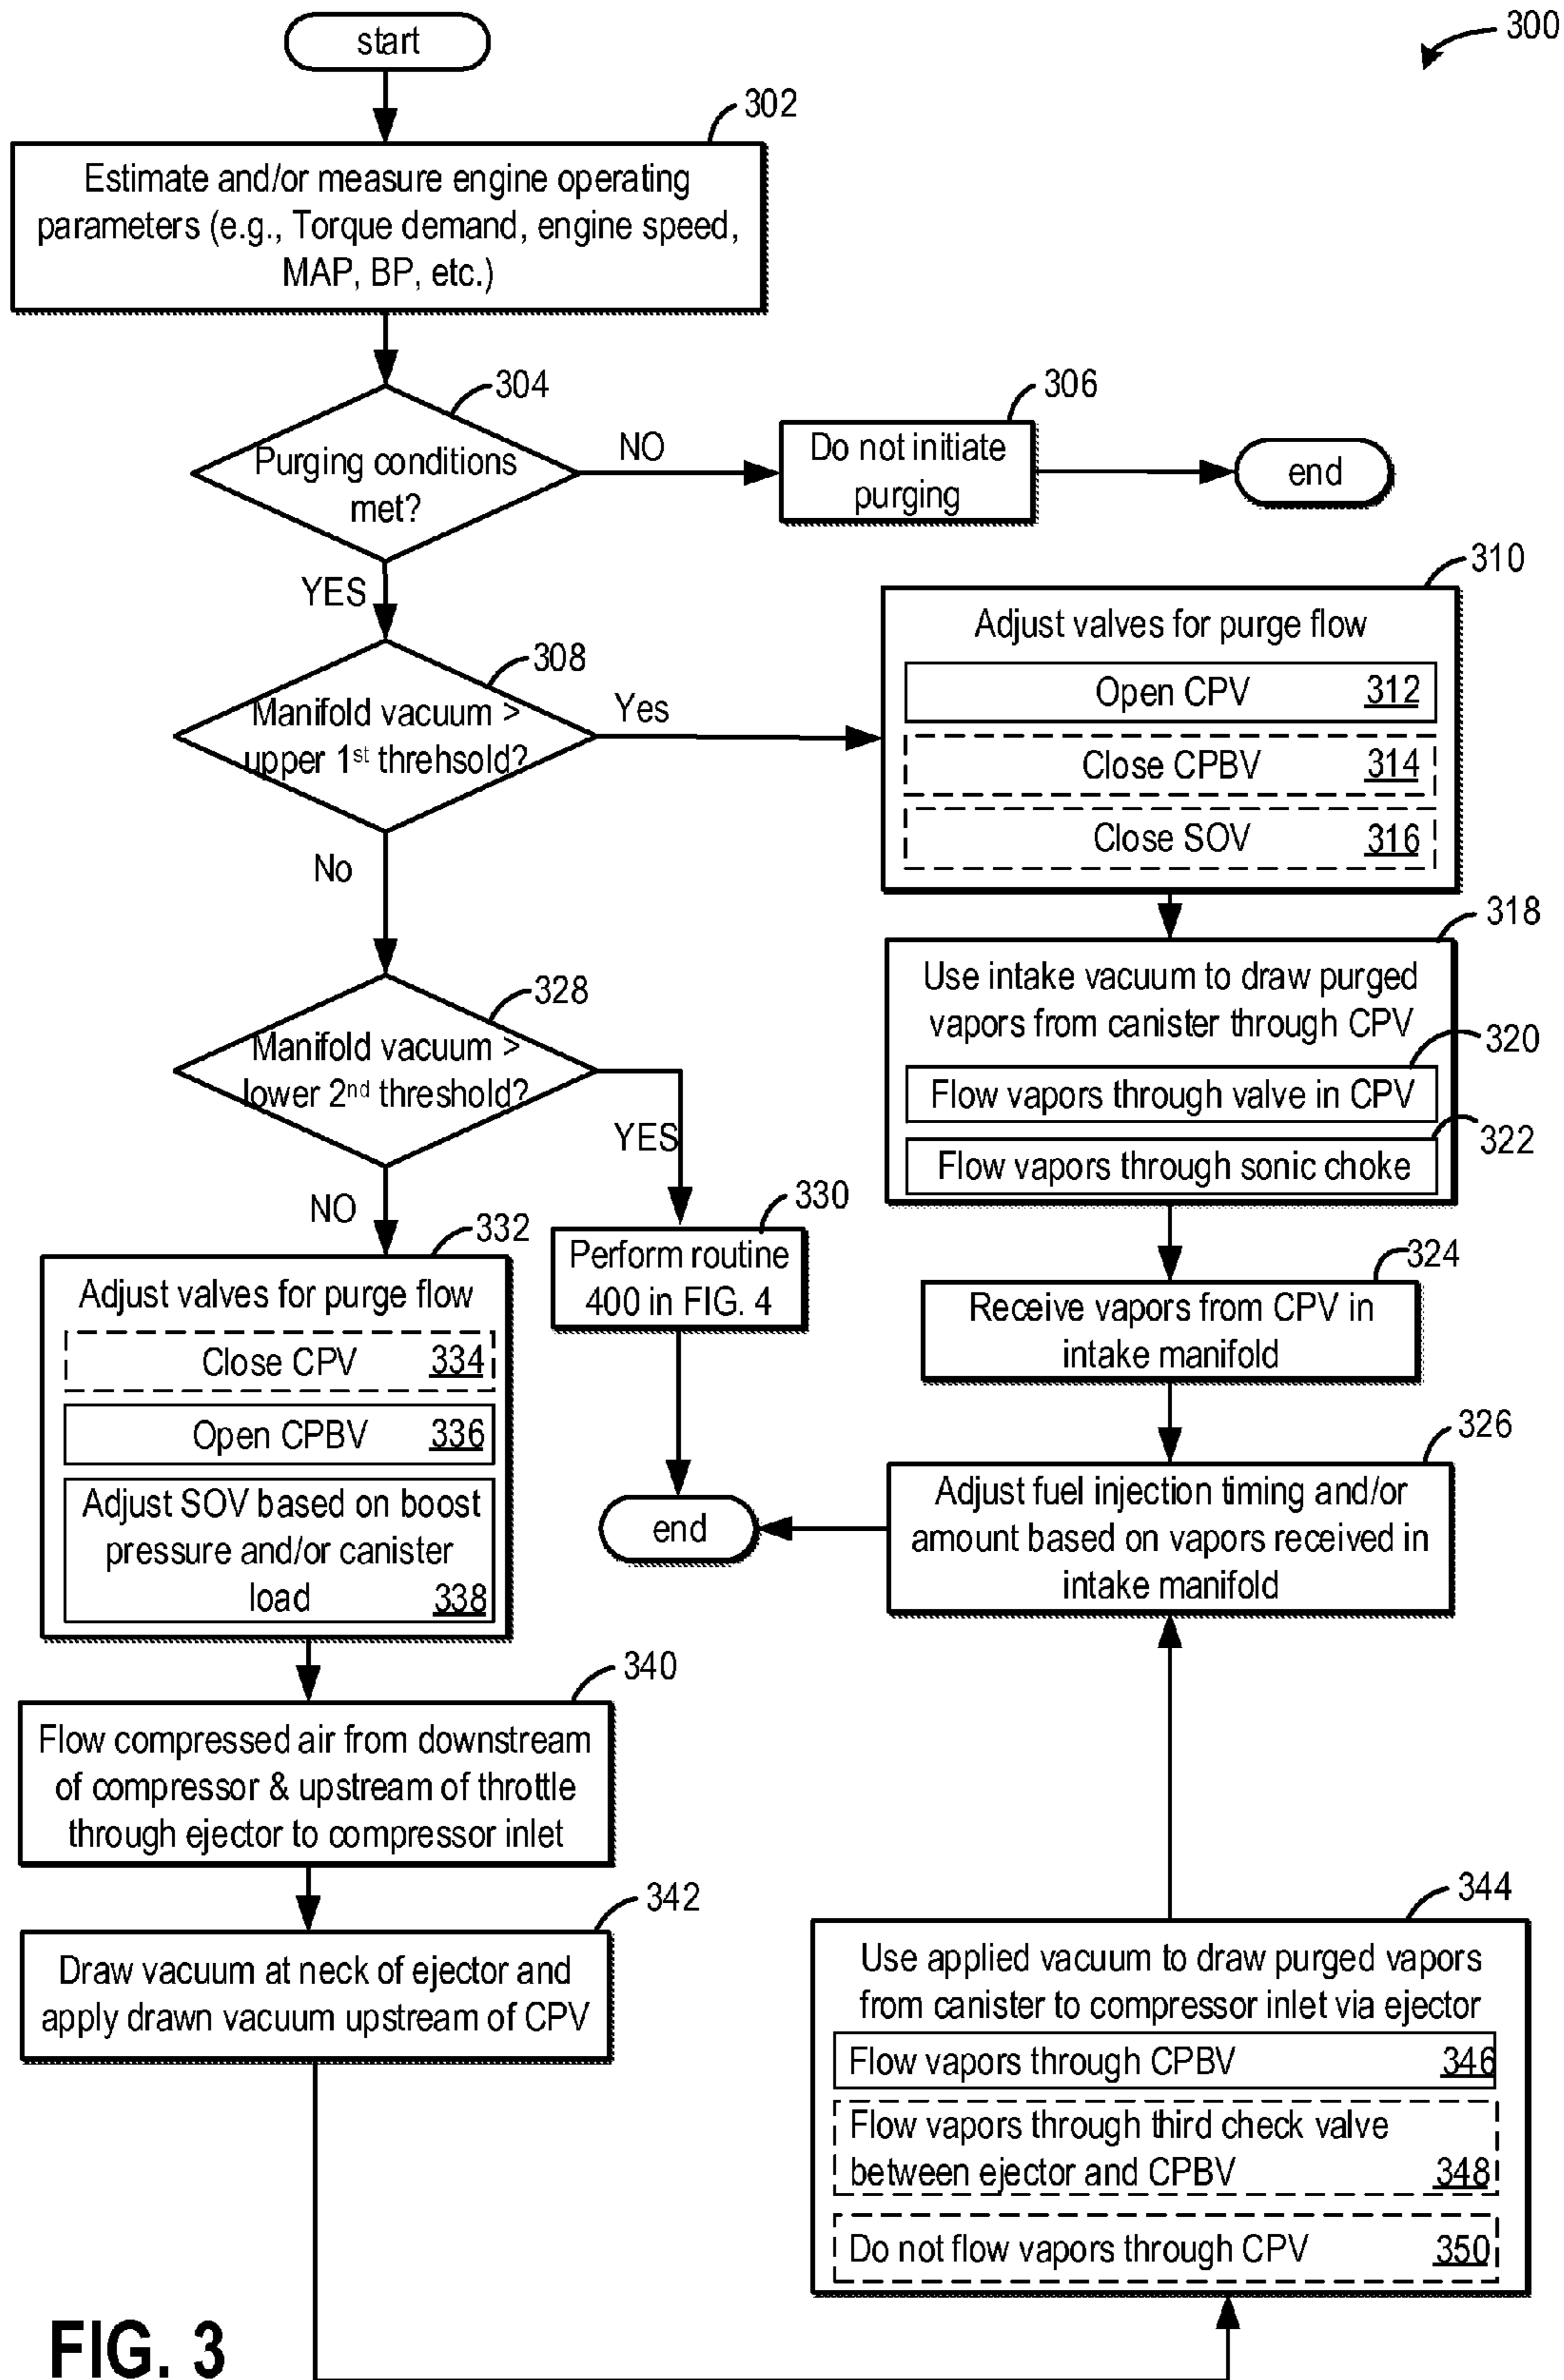 start
300
302
Estimate and/or measure engine operating
parameters (e.g., Torque demand, engine speed,
MAP, BP, etc.)
304
Purging conditions
met?
NO
306
Do not initiate
purging
end
YES
308
Manifold vacuum >
upper 1st threhsold?
Yes
310
Adjust valves for purge flow
Open CPV 312
Close CPBV 314
Close SOV 316
No
318
Use intake vacuum to draw purged
vapors from canister through CPV
320
Flow vapors through valve in CPV
322
Flow vapors through sonic choke
328
Manifold vacuum >
lower 2nd threshold?
YES
330
Perform routine
400 in FIG. 4
NO
332
Adjust valves for purge flow
Close CPV 334
Open CPBV 336
Adjust SOV based on boost
pressure and/or canister
load 338
324
Receive vapors from CPV in
intake manifold
326
Adjust fuel injection timing and/or
amount based on vapors received in
intake manifold
end
340
Flow compressed air from downstream
of compressor & upstream of throttle
through ejector to compressor inlet
342
Draw vacuum at neck of ejector and
apply drawn vacuum upstream of CPV
344
Use applied vacuum to draw purged vapors
from canister to compressor inlet via ejector
Flow vapors through CPBV 346
Flow vapors through third check valve
between ejector and CPBV 348
Do not flow vapors through CPV 350
FIG. 3